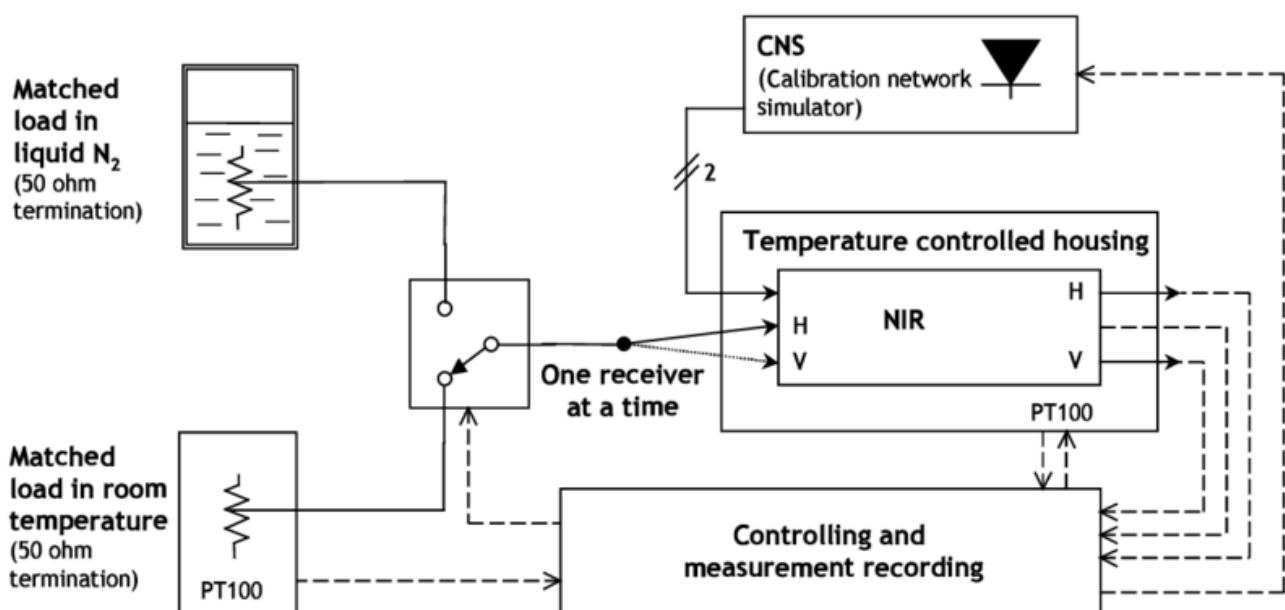 CNS
(Calibration network
simulator)
Matched
load in
liquid N₂
(50 ohm
termination)
2
Temperature controlled housing
H
NIR
H
V
V
One receiver
at a time
PT100
Matched
load in room
temperature
(50 ohm
termination)
PT100
Controlling and
measurement recording